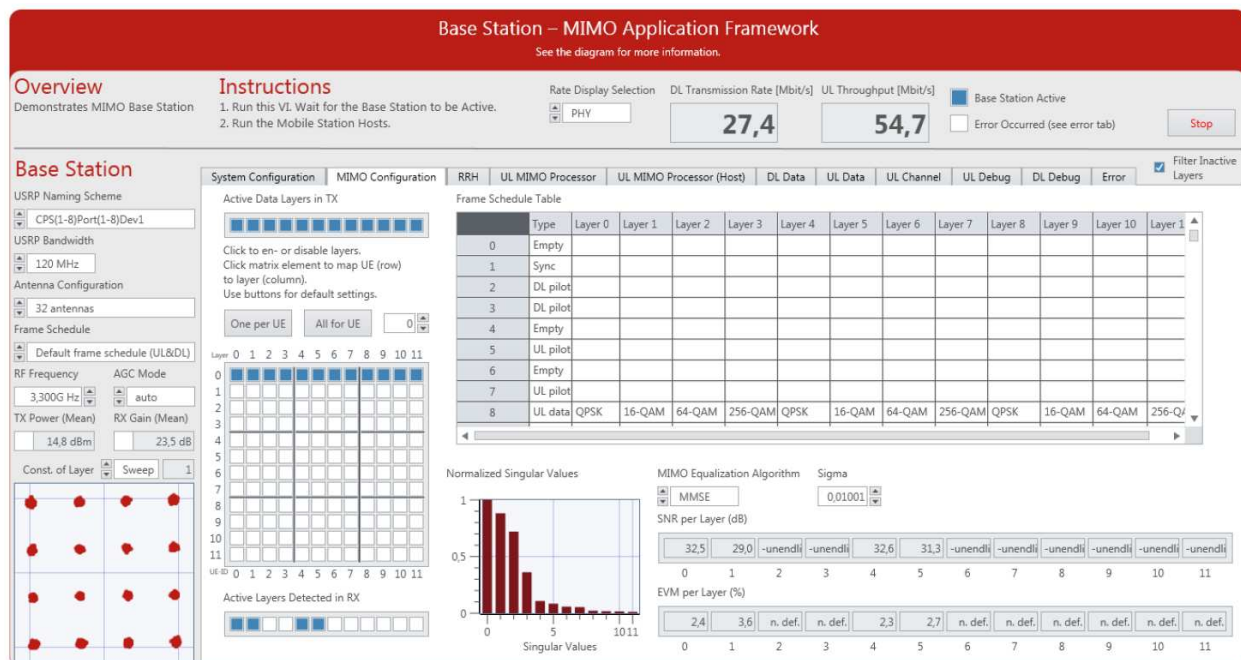 Base Station – MIMO Application Framework
See the diagram for more information.
Overview
Demonstrates MIMO Base Station
Instructions
1. Run this VI. Wait for the Base Station to be Active.
2. Run the Mobile Station Hosts.
Rate Display Selection
PHY
DL Transmission Rate [Mbit/s]
27,4
UL Throughput [Mbit/s]
54,7
Base Station Active
Error Occurred (see error tab)
Stop
Base Station
USRP Naming Scheme
CPS(1-8)Port(1-8)Dev1
USRP Bandwidth
120 MHz
Antenna Configuration
32 antennas
Frame Schedule
Default frame schedule (UL&DL)
RF Frequency AGC Mode
3,300G Hz auto
TX Power (Mean) RX Gain (Mean)
14,8 dBm 23,5 dB
Const. of Layer Sweep 1
System Configuration MIMO Configuration RRH UL MIMO Processor UL MIMO Processor (Host) DL Data UL Data UL Channel UL Debug DL Debug Error
Filter Inactive
Layers
Active Data Layers in TX
Click to en- or disable layers.
Click matrix element to map UE (row)
to layer (column).
Use buttons for default settings.
One per UE All for UE 0
Layer 0 1 2 3 4 5 6 7 8 9 10 11
0
1
2
3
4
5
6
7
8
9
10
11
UE-ID 0 1 2 3 4 5 6 7 8 9 10 11
Active Layers Detected in RX
Frame Schedule Table
Type Layer 0 Layer 1 Layer 2 Layer 3 Layer 4 Layer 5 Layer 6 Layer 7 Layer 8 Layer 9 Layer 10 Layer 1
0 Empty
1 Sync
2 DL pilot
3 DL pilot
4 Empty
5 UL pilot
6 Empty
7 UL pilot
8 UL data QPSK 16-QAM 64-QAM 256-QAM QPSK 16-QAM 64-QAM 256-QAM QPSK 16-QAM 64-QAM 256-QA
Normalized Singular Values
1
0,5
0
0 5 10 11
Singular Values
MIMO Equalization Algorithm Sigma
MMSE 0,01001
SNR per Layer (dB)
32,5 29,0 -unendli -unendli 32,6 31,3 -unendli -unendli -unendli -unendli -unendli -unendli
0 1 2 3 4 5 6 7 8 9 10 11
EVM per Layer (%)
2,4 3,6 n. def. n. def. 2,3 2,7 n. def. n. def. n. def. n. def. n. def. n. def.
0 1 2 3 4 5 6 7 8 9 10 11